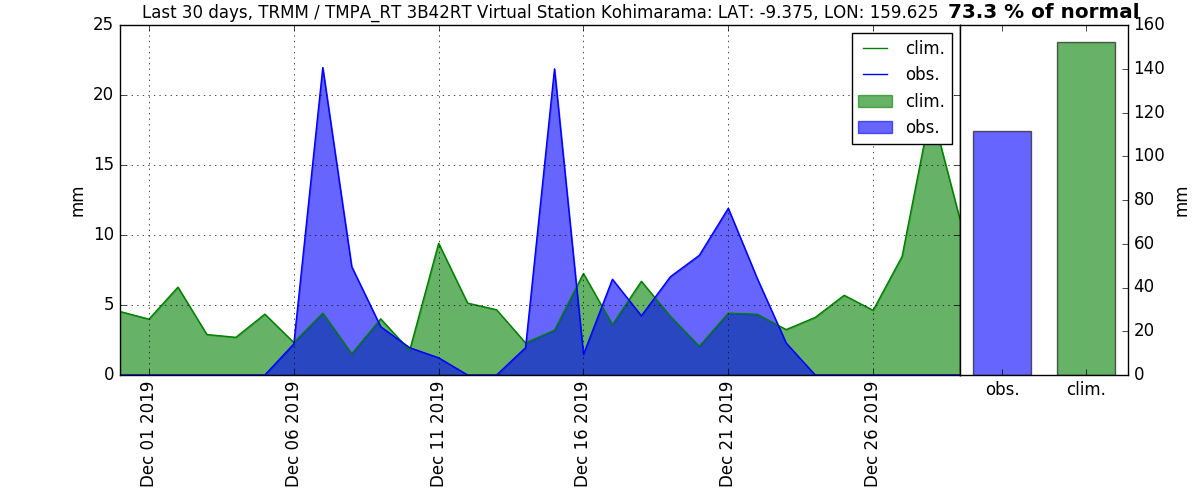 Last 30 days, TRMM / TMPA_RT 3B42RT Virtual Station Kohimarama: LAT: -9.375, LON: 159.625
73.3 % of normal
25
20
15
10
5
0
mm
clim.
obs.
clim.
obs.
160
140
120
100
80
60
40
20
0
mm
Dec 01 2019
Dec 06 2019
Dec 11 2019
Dec 16 2019
Dec 21 2019
Dec 26 2019
obs.
clim.